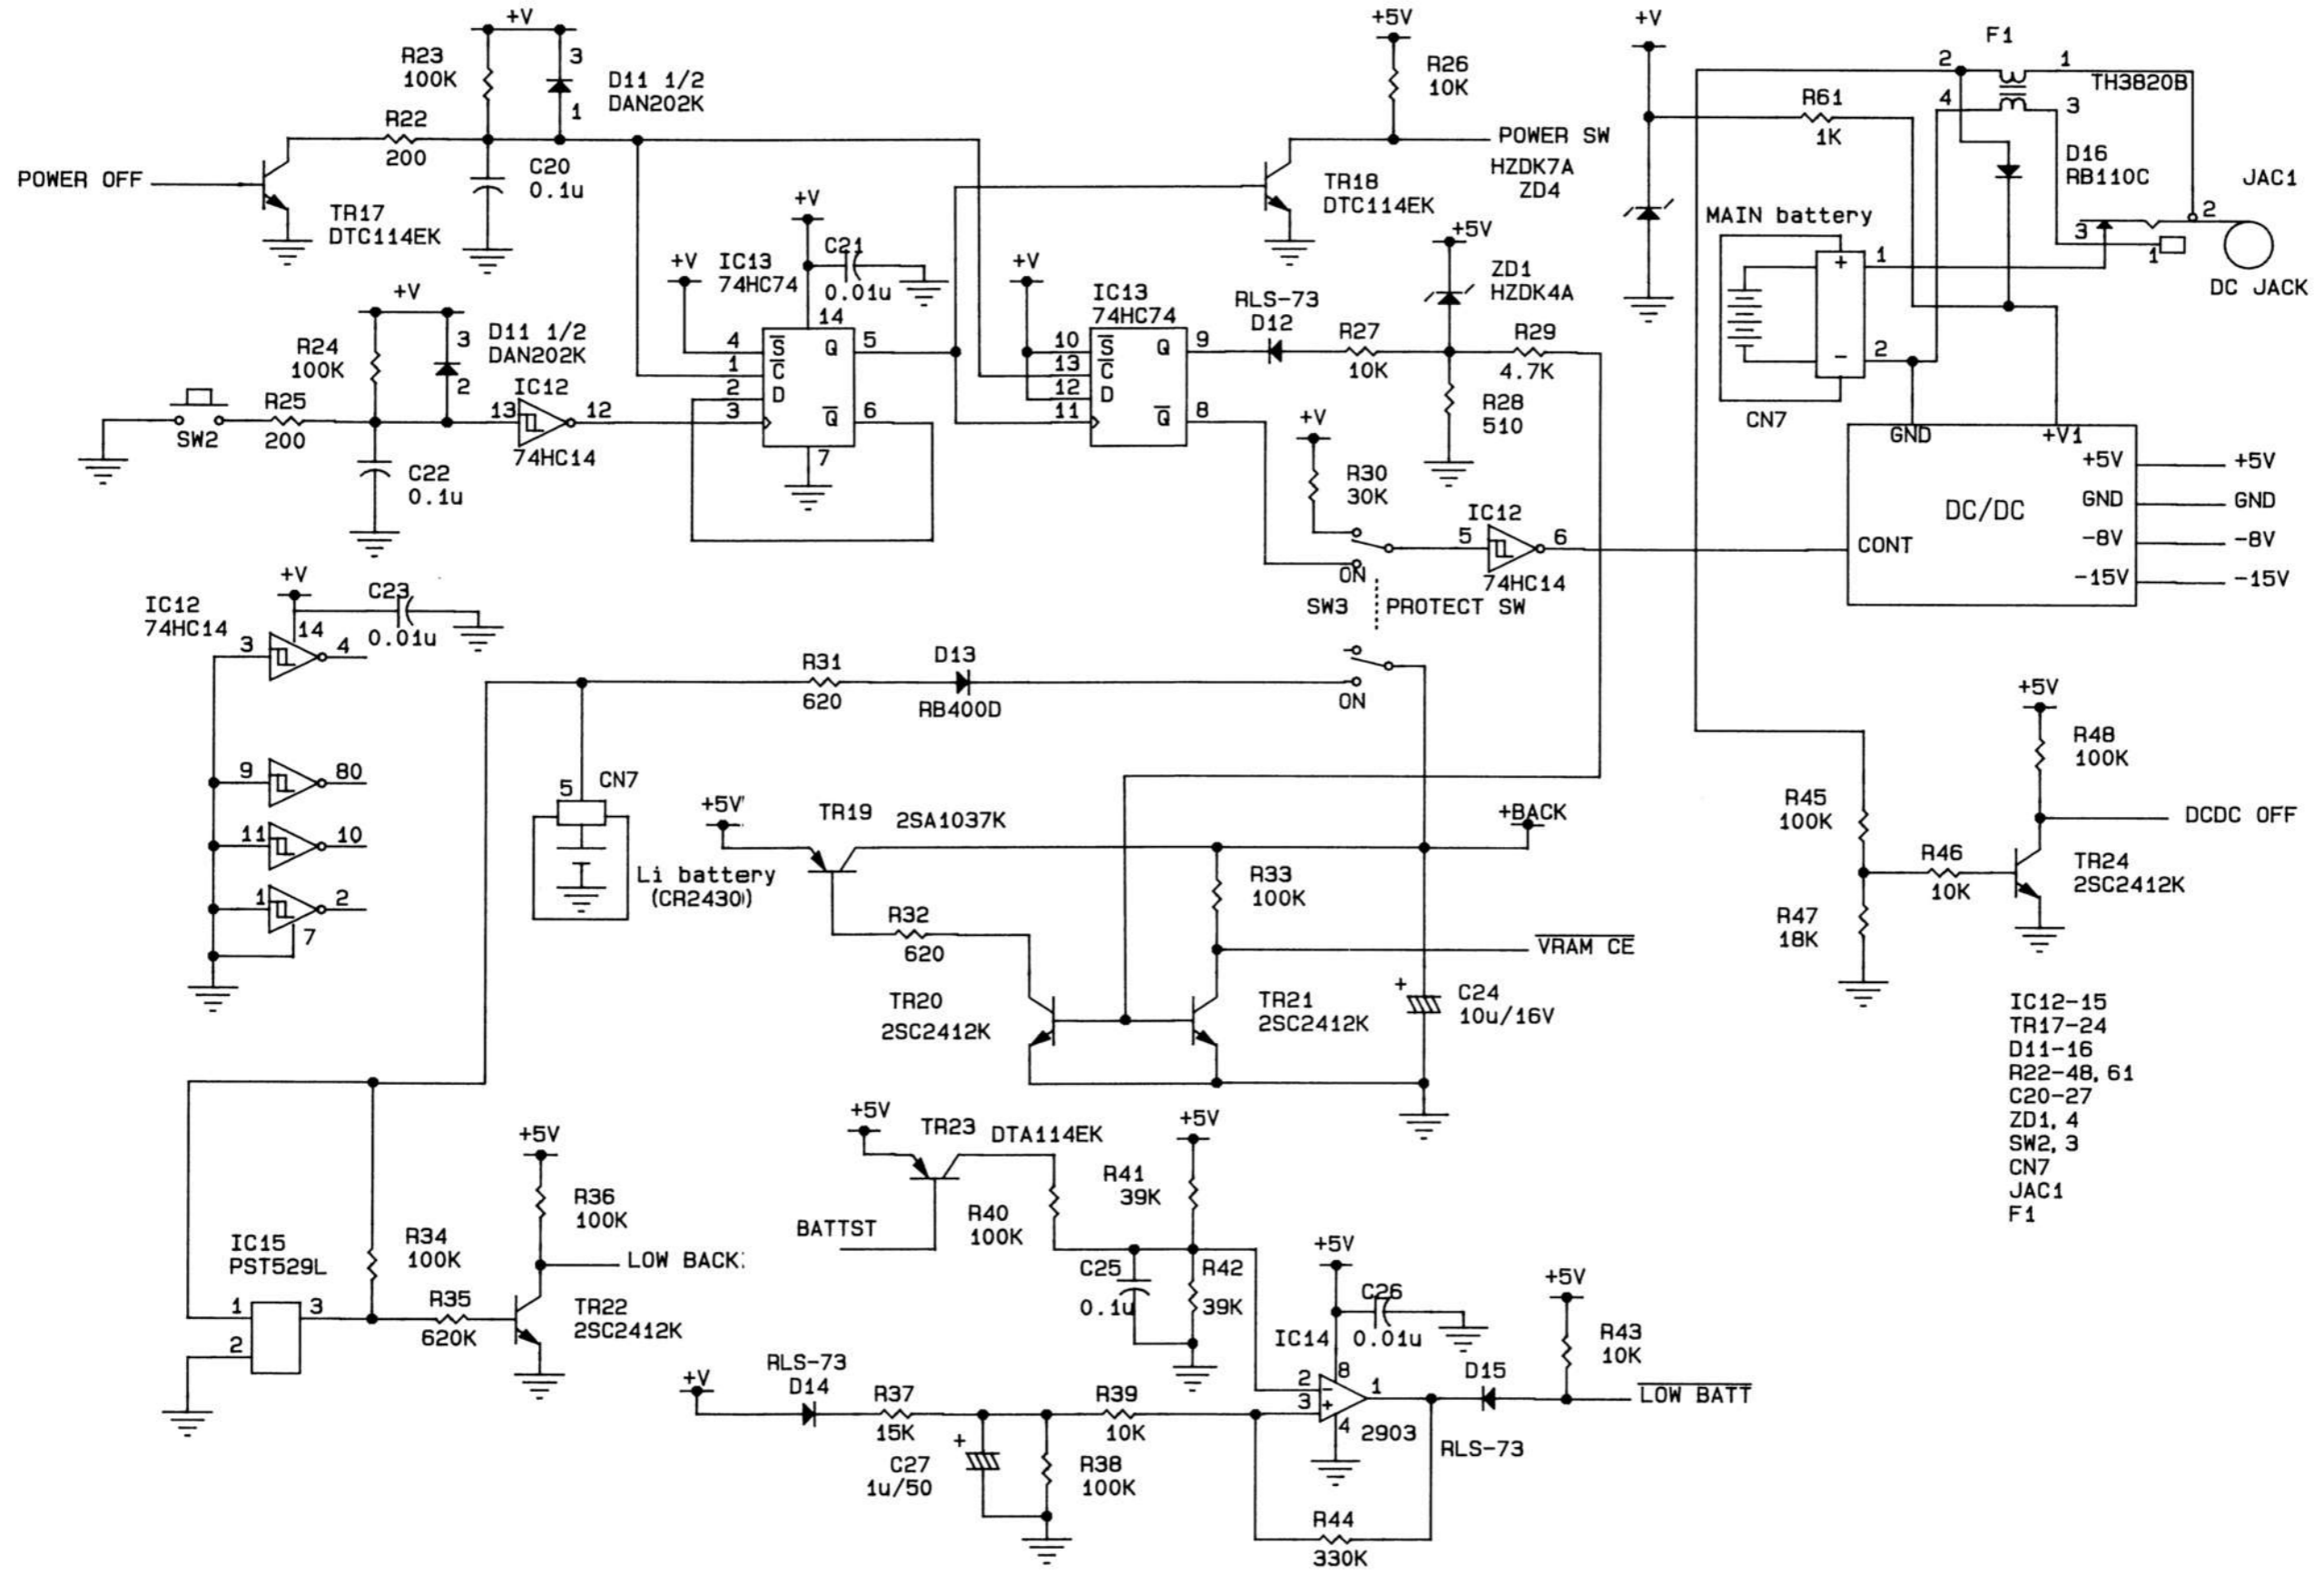 +V
R23
100K
3
D11 1/2
DAN202K
1
R22
200
C20
0.1u
POWER OFF
TR17
DTC114EK
+V
R24
100K
3
D11 1/2
DAN202K
2
SW2
R25
200
C22
0.1u
13
IC12
12
74HC14
+V
C21
0.01u
+V
IC13
74HC74
14
4
S
Q
5
1
C
2
D
3
Q
6
7
+V
IC13
74HC74
10
S
Q
9
13
C
12
D
11
Q
8
+5V
R26
10K
POWER SW
TR18
DTC114EK
RLS-73
D12
R27
10K
+5V
ZD1
HZDK4A
R29
4.7K
R28
510
+V
R30
30K
ON
SW3
PROTECT SW
5
IC12
6
74HC14
ON
+V
HZDK7A
ZD4
R61
1K
F1
2
1
TH3820B
4
3
D16
RB110C
JAC1
2
3
1
DC JACK
MAIN battery
+
1
-
2
CN7
GND
+V1
DC/DC
CONT
+5V
+5V
GND
GND
-8V
-8V
-15V
-15V
IC12
74HC14
+V
C23
0.01u
14
3
4
9
80
11
10
1
2
7
R31
620
D13
RB400D
5
CN7
Li battery
(CR2430)
+5V
TR19
2SA1037K
+BACK
R32
620
R33
100K
VRAM CE
TR20
2SC2412K
TR21
2SC2412K
+
C24
10u/16V
R45
100K
R46
10K
R47
18K
+5V
R48
100K
DCDC OFF
TR24
2SC2412K
IC12-15
TR17-24
D11-16
R22-48, 61
C20-27
ZD1, 4
SW2, 3
CN7
JAC1
F1
+5V
R36
100K
LOW BACK
IC15
PST529L
1
3
2
R34
100K
R35
620K
TR22
2SC2412K
+5V
TR23
DTA114EK
BATTST
R40
100K
+5V
R41
39K
C25
0.1u
R42
39K
+5V
C26
0.01u
IC14
8
2
-
3
+
1
4
2903
D15
RLS-73
+5V
R43
10K
LOW BATT
+V
RLS-73
D14
R37
15K
+
C27
1u/50
R38
100K
R39
10K
R44
330K